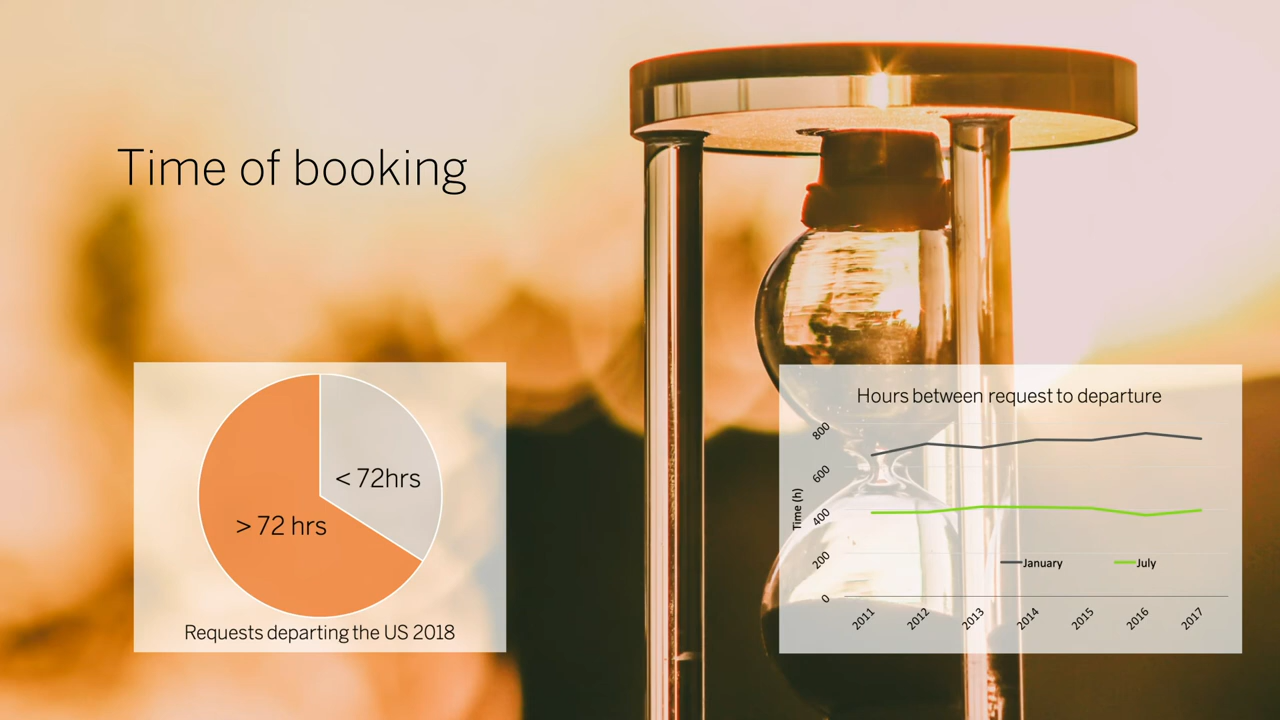 Time of booking
< 72hrs
> 72 hrs
Requests departing the US 2018
Hours between request to departure
Time (h)
800
600
400
200
0
January
July
2011
2012
2013
2014
2015
2016
2017